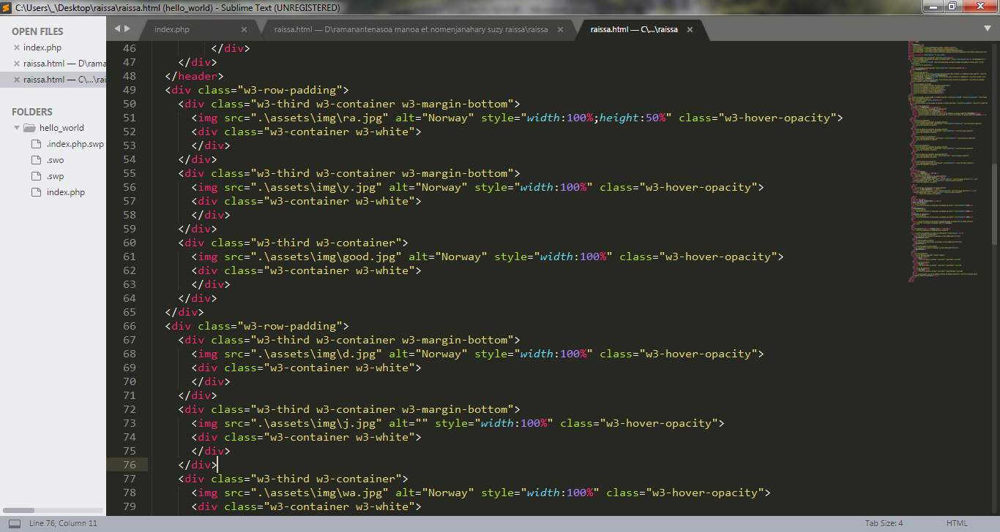 C:\Users\_\Desktop\raissa\raissa.html (hello_world) - Sublime Text (UNREGISTERED)
OPEN FILES
index.php
raissa.html — D\rama
raissa.html — C\...\rai
FOLDERS
hello_world
.index.php.swp
.swo
.swp
index.php
index.php
raissa.html — D\ramanantenasoa manoa et nomenjanahary suzy raissa\raissa
raissa.html — C\...\raissa
46 </div>
47 </div>
48 </header>
49 <div class="w3-row-padding">
50 <div class="w3-third w3-container w3-margin-bottom">
51 <img src=".\assets\img\ra.jpg" alt="Norway" style="width:100%;height:50%" class="w3-hover-opacity">
52 <div class="w3-container w3-white">
53 </div>
54 </div>
55 <div class="w3-third w3-container w3-margin-bottom">
56 <img src=".\assets\img\y.jpg" alt="Norway" style="width:100%" class="w3-hover-opacity">
57 <div class="w3-container w3-white">
58 </div>
59 </div>
60 <div class="w3-third w3-container">
61 <img src=".\assets\img\good.jpg" alt="Norway" style="width:100%" class="w3-hover-opacity">
62 <div class="w3-container w3-white">
63 </div>
64 </div>
65 </div>
66 <div class="w3-row-padding">
67 <div class="w3-third w3-container w3-margin-bottom">
68 <img src=".\assets\img\d.jpg" alt="Norway" style="width:100%" class="w3-hover-opacity">
69 <div class="w3-container w3-white">
70 </div>
71 </div>
72 <div class="w3-third w3-container w3-margin-bottom">
73 <img src=".\assets\img\j.jpg" alt="" style="width:100%" class="w3-hover-opacity">
74 <div class="w3-container w3-white">
75 </div>
76 </div>
77 <div class="w3-third w3-container">
78 <img src=".\assets\img\wa.jpg" alt="Norway" style="width:100%" class="w3-hover-opacity">
79 <div class="w3-container w3-white">
Line 76, Column 11
Tab Size: 4
HTML